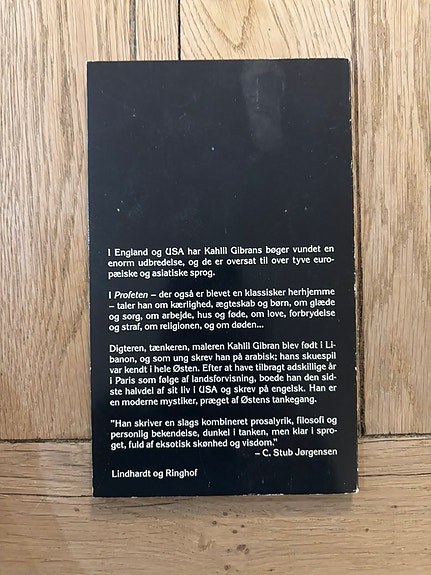 I England og USA har Kahlil Gibrans bøger vundet en
enorm udbredelse, og de er oversat til over tyve euro-
pæiske og asiatiske sprog.
I Profeten – der også er blevet en klassiker herhjemme
– taler han om kærlighed, ægteskab og børn, om glæde
og sorg, om arbejde, hus og føde, om love, forbrydelse
og straf, om religionen, og om døden...
Digteren, tænkeren, maleren Kahlil Gibran blev født i Li-
banon, og som ung skrev han på arabisk; hans skuespil
var kendt i hele Østen. Efter at have tilbragt adskillige år
i Paris som følge af landsforvisning, boede han den sid-
ste halvdel af sit liv i USA og skrev på engelsk. Han er
en moderne mystiker, præget af Østens tankegang.
"Han skriver en slags kombineret prosalyrik, filosofi og
personlig bekendelse, dunkel i tanken, men klar i spro-
get, fuld af eksotisk skønhed og visdom."
– C. Stub Jørgensen
Lindhardt og Ringhof